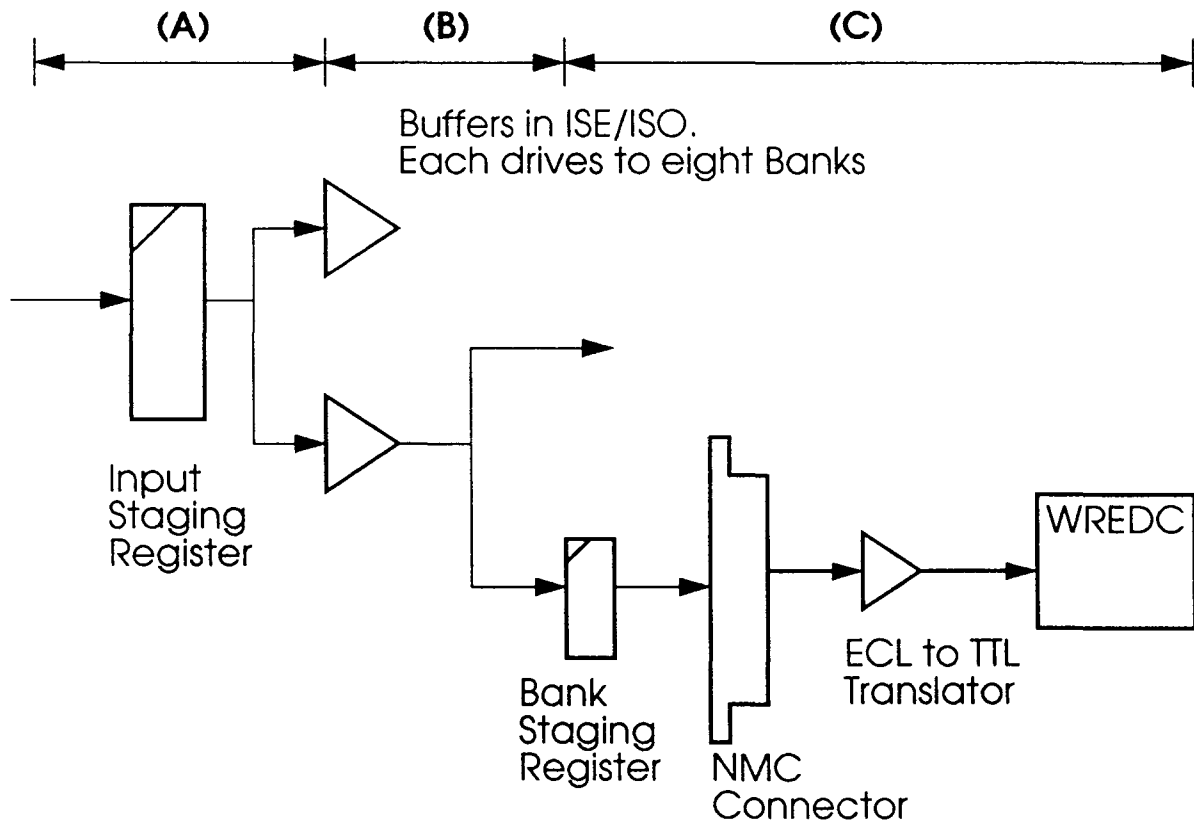 (A)
(B)
(C)
Buffers in ISE/ISO.
Each drives to eight Banks
Input
Staging
Register
WREDC
ECL to TTL
Translator
Bank
Staging
Register
NMC
Connector